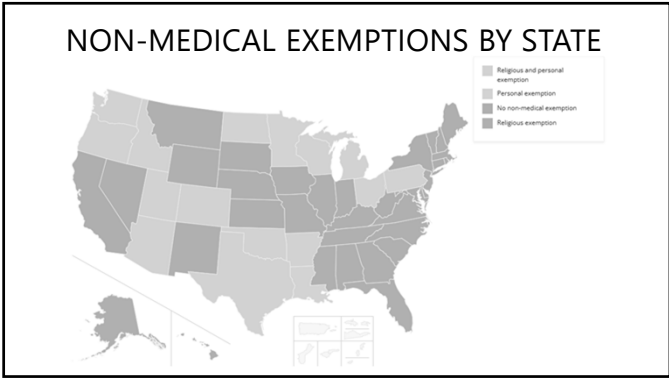 NON-MEDICAL EXEMPTIONS BY STATE
Religious and personal
exemption
Personal exemption
No non-medical exemption
Religious exemption